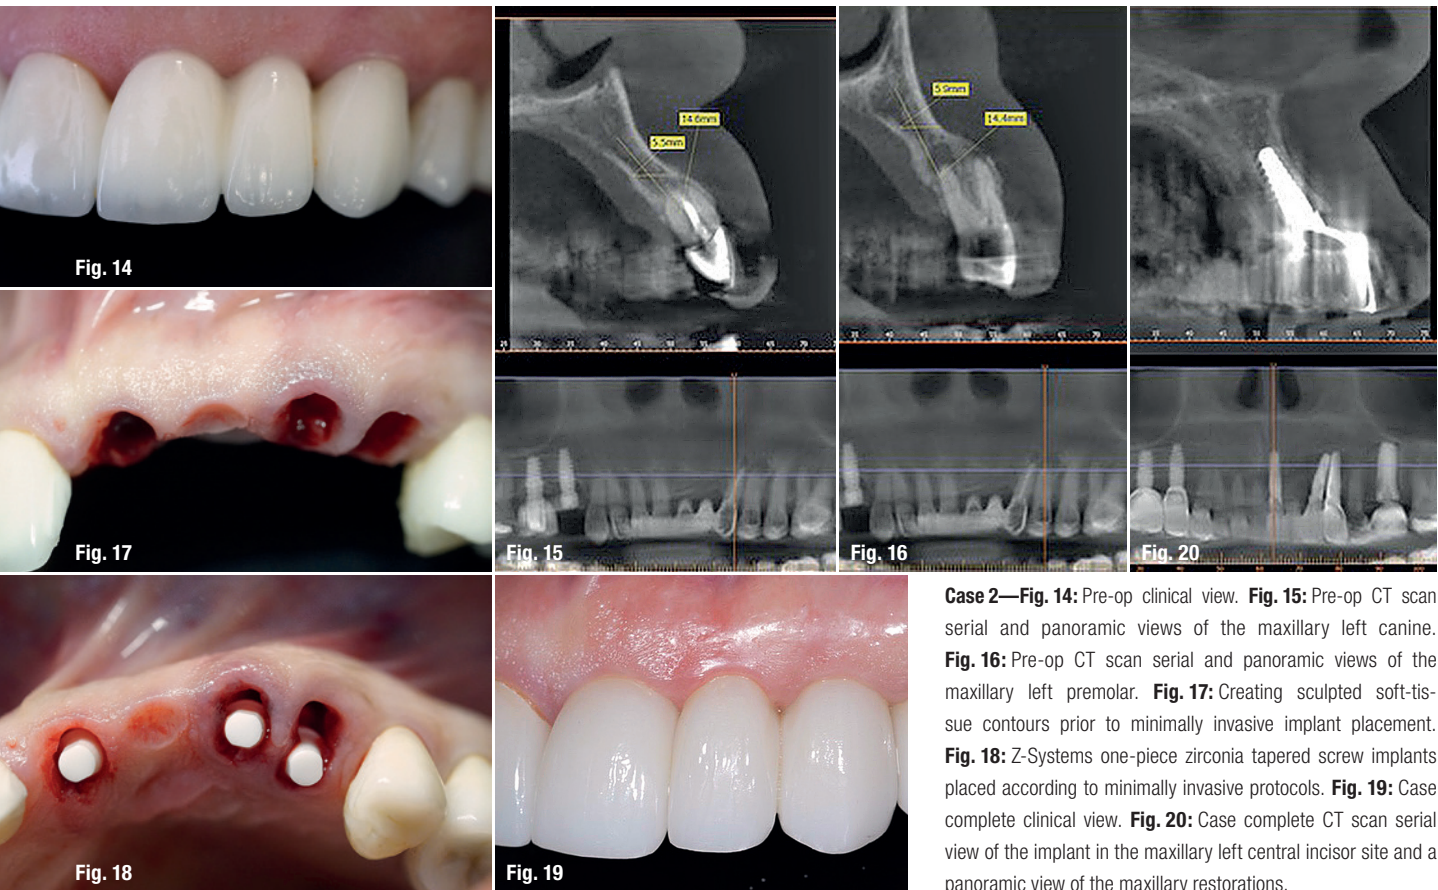 Fig. 14
14.6mm
5.5mm
5.9mm
14.4mm
Fig. 17
Fig. 15
Fig. 16
Fig. 20
Fig. 18
Fig. 19
Case 2—Fig. 14: Pre-op clinical view. Fig. 15: Pre-op CT scan
serial and panoramic views of the maxillary left canine.
Fig. 16: Pre-op CT scan serial and panoramic views of the
maxillary left premolar. Fig. 17: Creating sculpted soft-tis-
sue contours prior to minimally invasive implant placement.
Fig. 18: Z-Systems one-piece zirconia tapered screw implants
placed according to minimally invasive protocols. Fig. 19: Case
complete clinical view. Fig. 20: Case complete CT scan serial
view of the implant in the maxillary left central incisor site and a
panoramic view of the maxillary restorations.